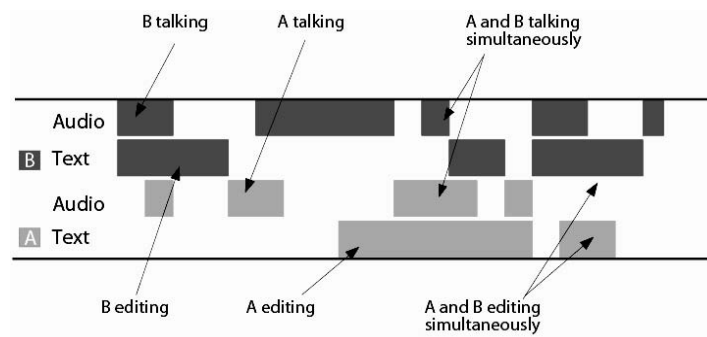 B talking
A talking
A and B talking
simultaneously
Audio
B Text
Audio
A Text
B editing
A editing
A and B editing
simultaneously